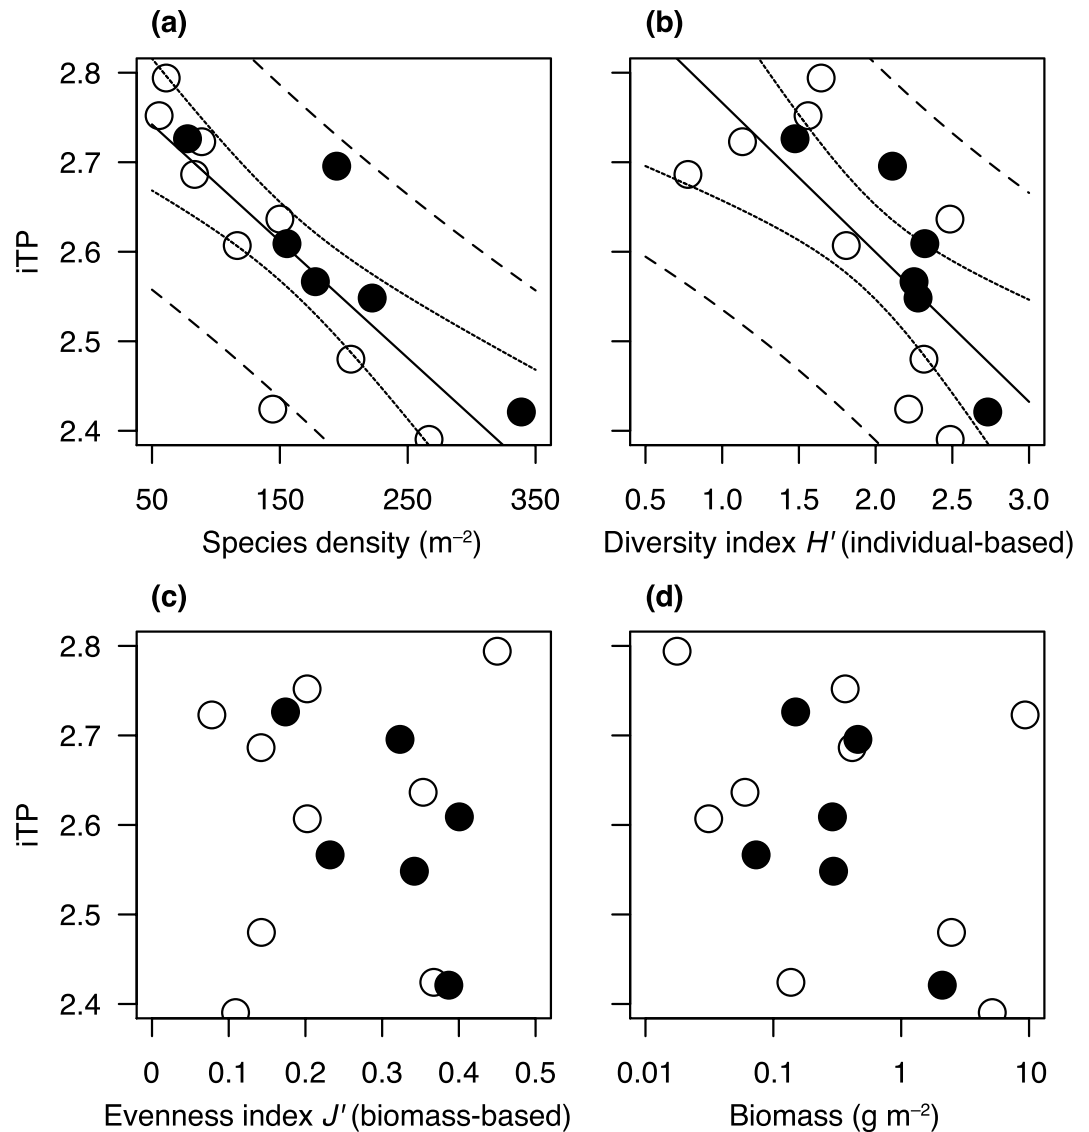 (a)
(b)
2.8
2.7
2.6
2.5
2.4
iTP
50 150 250 350
0.5 1.0 1.5 2.0 2.5 3.0
Species density (m⁻²)
Diversity index H′ (individual-based)
(c)
(d)
2.8
2.7
2.6
2.5
2.4
iTP
0 0.1 0.2 0.3 0.4 0.5
0.01 0.1 1 10
Evenness index J′ (biomass-based)
Biomass (g m⁻²)